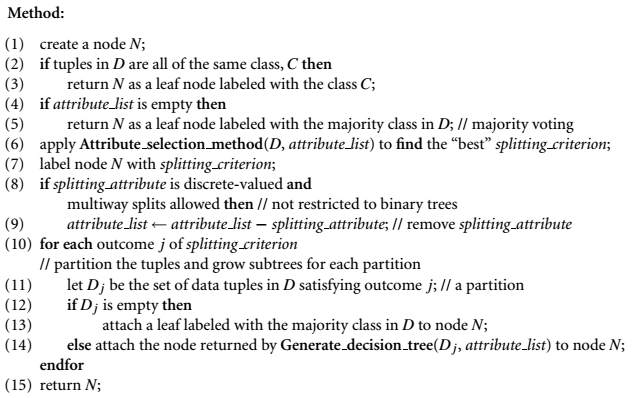 Method:
(1) create a node N;
(2) if tuples in D are all of the same class, C then
(3) return N as a leaf node labeled with the class C;
(4) if attribute_list is empty then
(5) return N as a leaf node labeled with the majority class in D; // majority voting
(6) apply Attribute_selection_method(D, attribute_list) to find the “best” splitting_criterion;
(7) label node N with splitting_criterion;
(8) if splitting_attribute is discrete-valued and
multiway splits allowed then // not restricted to binary trees
(9) attribute_list ← attribute_list − splitting_attribute; // remove splitting_attribute
(10) for each outcome j of splitting_criterion
// partition the tuples and grow subtrees for each partition
(11) let Dj be the set of data tuples in D satisfying outcome j; // a partition
(12) if Dj is empty then
(13) attach a leaf labeled with the majority class in D to node N;
(14) else attach the node returned by Generate_decision_tree(Dj, attribute_list) to node N;
endfor
(15) return N;